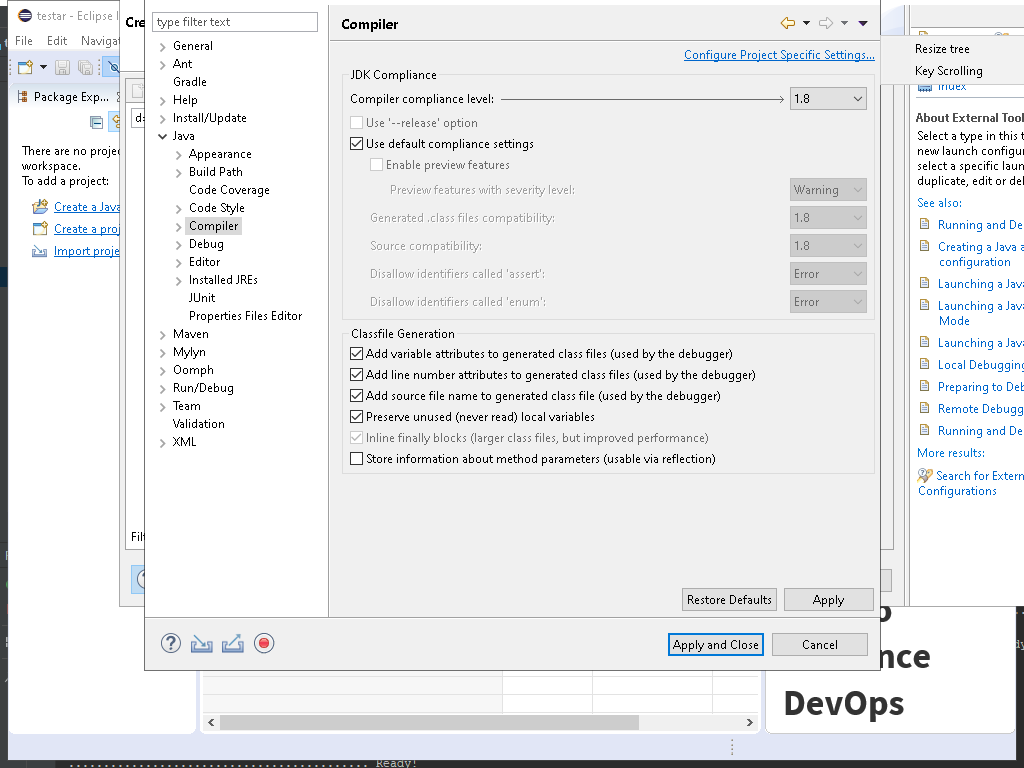 testar - Eclipse I
File
Edit
Navigat
Package Exp...
There are no proje
workspace.
To add a project:
Create a Java
Create a proj
Import proje
Cre
Filt
type filter text
General
Ant
Gradle
Help
Install/Update
Java
Appearance
Build Path
Code Coverage
Code Style
Compiler
Debug
Editor
Installed JREs
JUnit
Properties Files Editor
Maven
Mylyn
Oomph
Run/Debug
Team
Validation
XML
Compiler
Configure Project Specific Settings...
JDK Compliance
Compiler compliance level:
1.8
Use '--release' option
Use default compliance settings
Enable preview features
Preview features with severity level:
Warning
Generated .class files compatibility:
1.8
Source compatibility:
1.8
Disallow identifiers called 'assert':
Error
Disallow identifiers called 'enum':
Error
Classfile Generation
Add variable attributes to generated class files (used by the debugger)
Add line number attributes to generated class files (used by the debugger)
Add source file name to generated class file (used by the debugger)
Preserve unused (never read) local variables
Inline finally blocks (larger class files, but improved performance)
Store information about method parameters (usable via reflection)
Restore Defaults
Apply
Apply and Close
Cancel
Resize tree
Key Scrolling
Index
About External Tool
Select a type in this t
new launch configur
select a specific laun
duplicate, edit or del
See also:
Running and De
Creating a Java a
configuration
Launching a Java
Launching a Java
Mode
Launching a Java
Local Debugging
Preparing to Deb
Remote Debugg
Running and De
More results:
Search for Extern
Configurations
nce
DevOps
Ready!